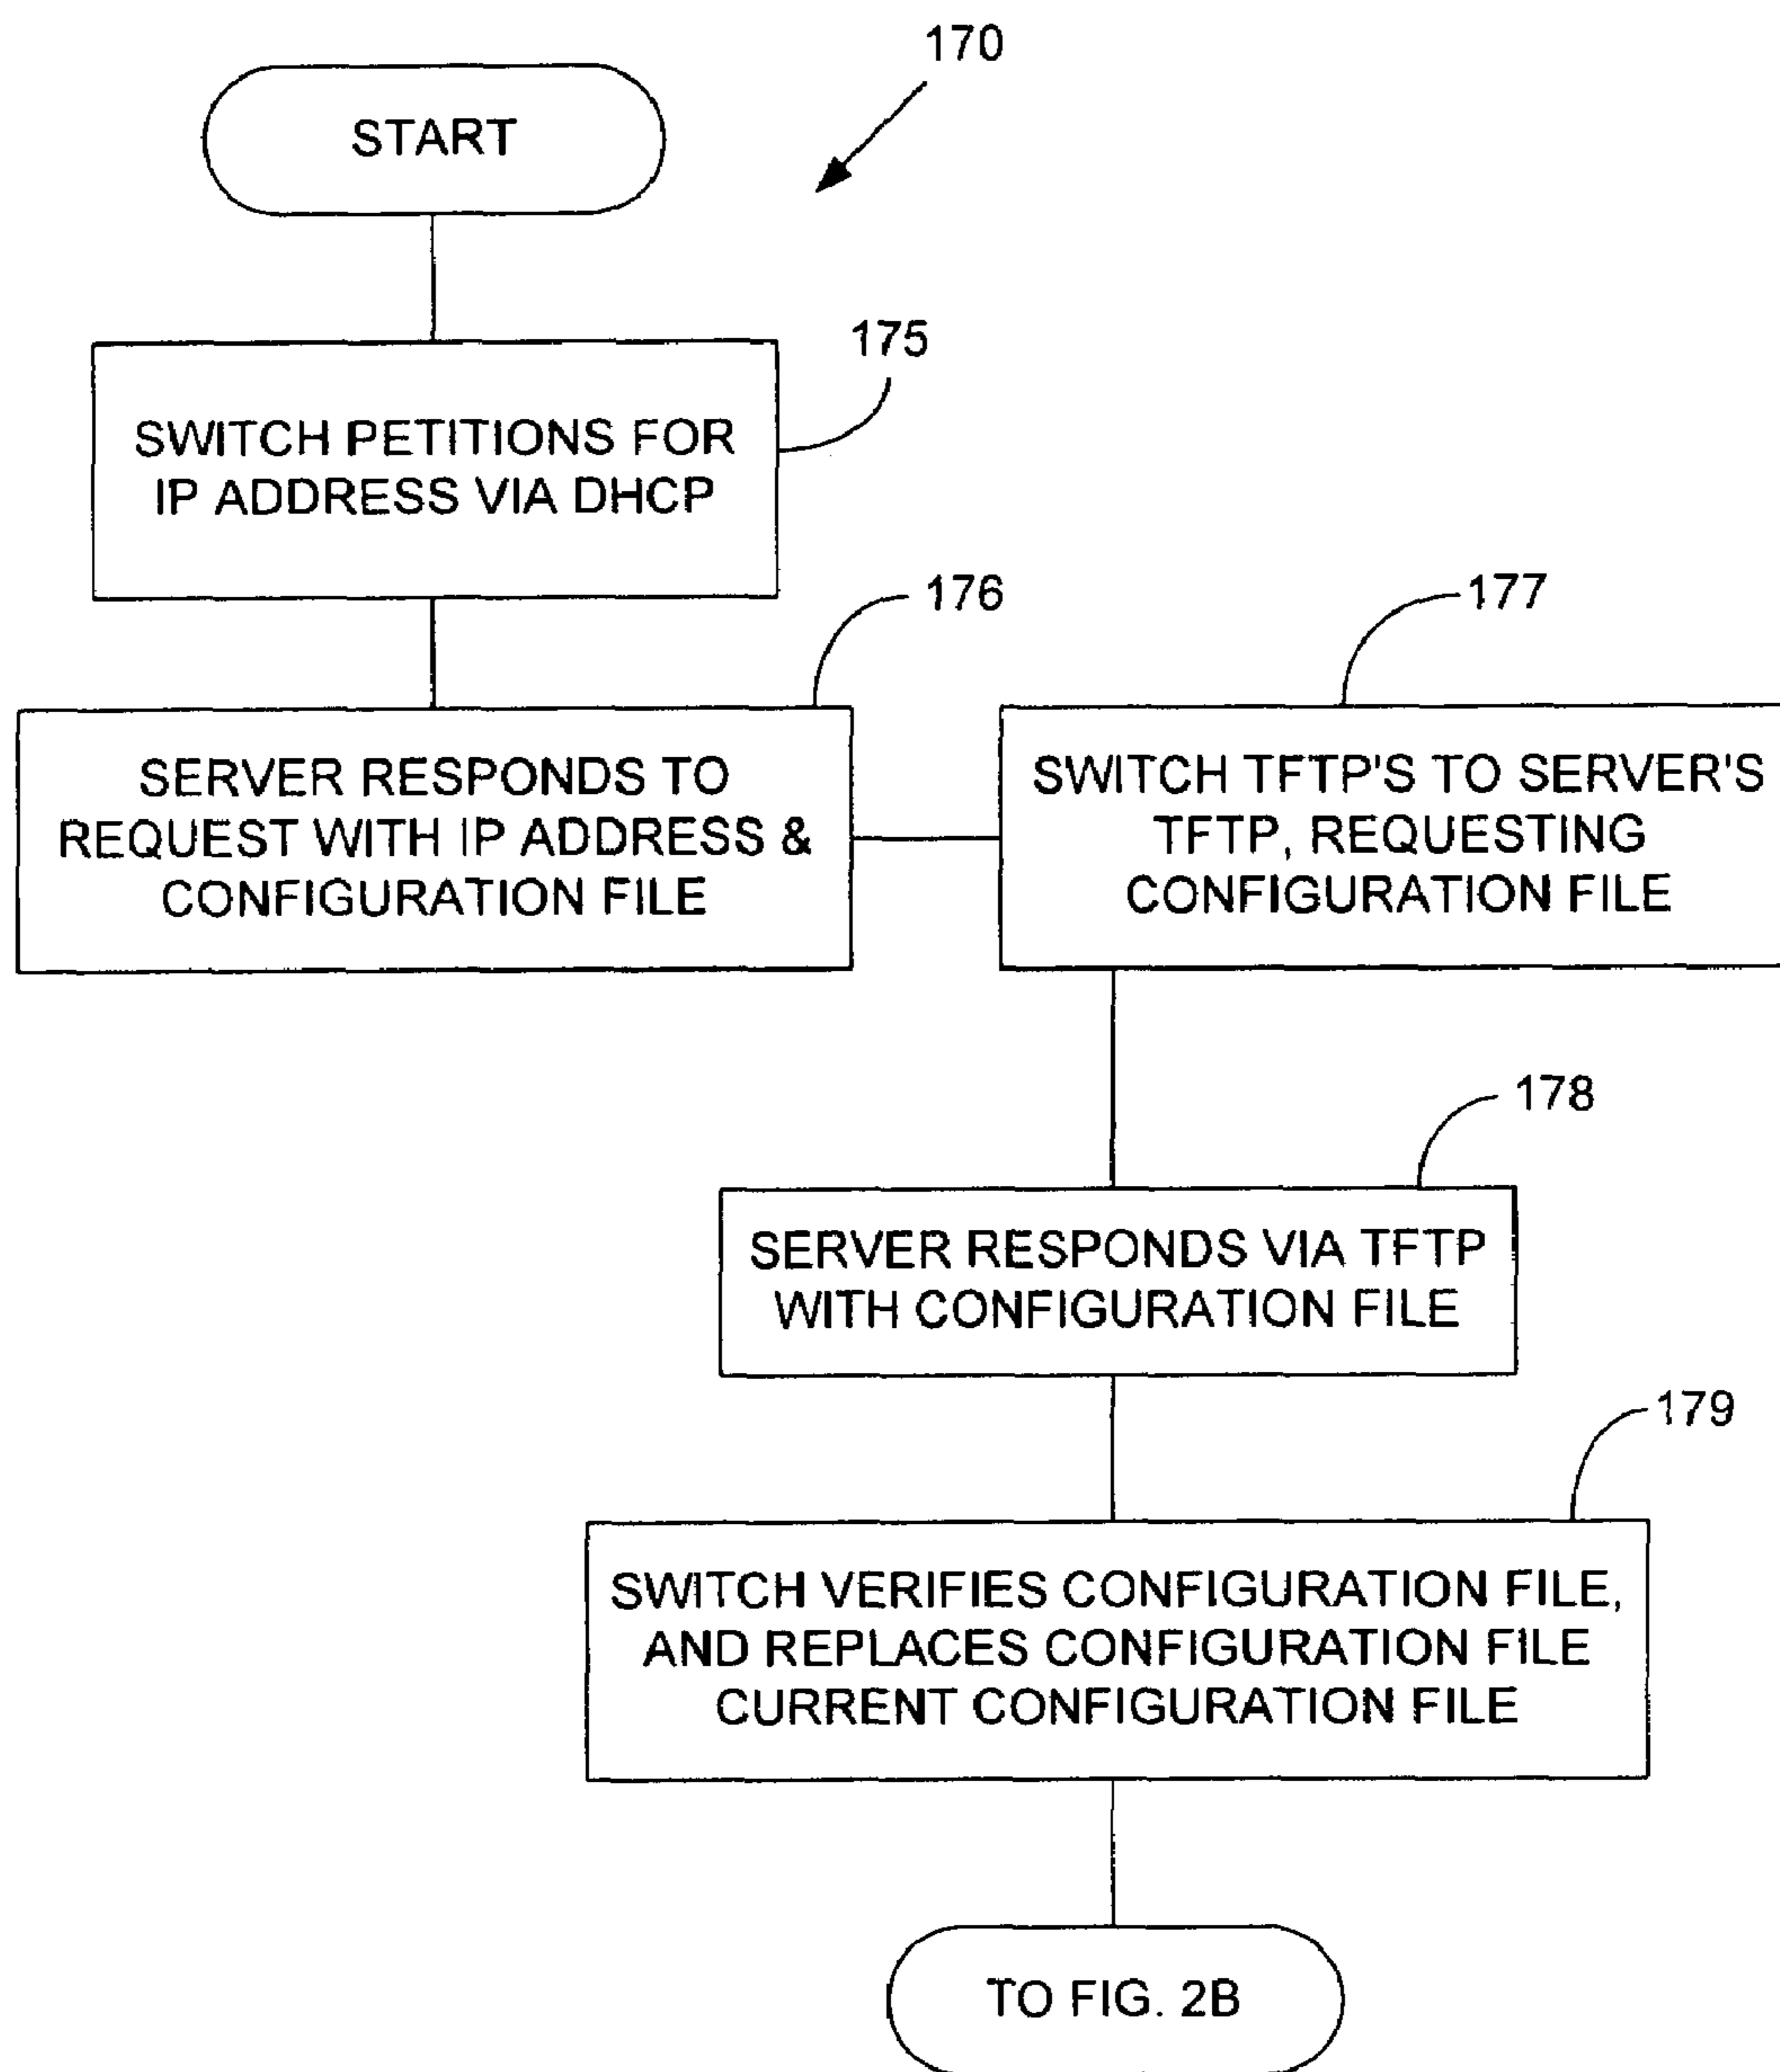 170
START
175
SWITCH PETITIONS FOR
IP ADDRESS VIA DHCP
176
SERVER RESPONDS TO
REQUEST WITH IP ADDRESS &
CONFIGURATION FILE
177
SWITCH TFTP'S TO SERVER'S
TFTP, REQUESTING
CONFIGURATION FILE
178
SERVER RESPONDS VIA TFTP
WITH CONFIGURATION FILE
179
SWITCH VERIFIES CONFIGURATION FILE,
AND REPLACES CONFIGURATION FILE
CURRENT CONFIGURATION FILE
TO FIG. 2B